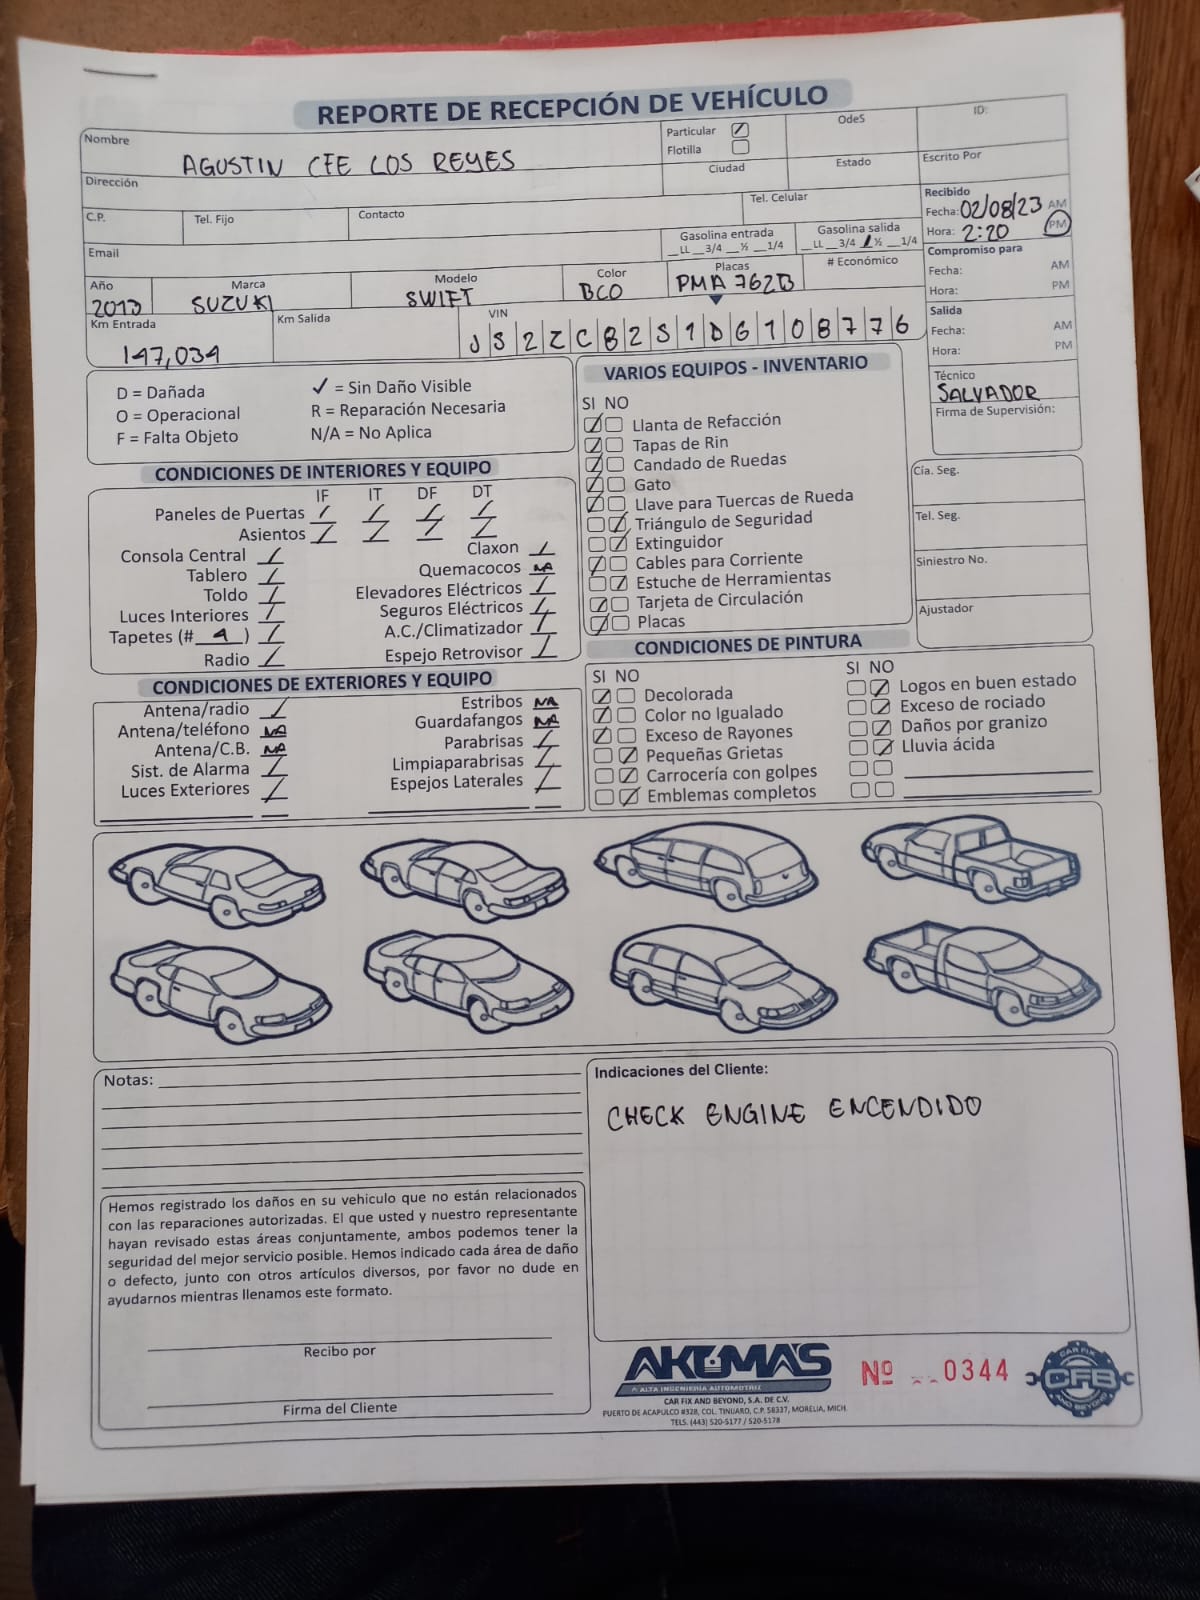 REPORTE DE RECEPCIÓN DE VEHÍCULO
Nombre
AGUSTIN CFE LOS REYES
Particular
Flotilla
OdeS
ID:
Dirección
Ciudad
Estado
Escrito Por
C.P.
Tel. Fijo
Contacto
Tel. Celular
Recibido
Fecha: 02/08/23 AM
Hora: 2:20 PM
Email
Gasolina entrada
__LL __3/4 __½ __1/4
Gasolina salida
__LL __3/4 __½ __1/4
Compromiso para
Fecha: AM
Hora: PM
Año
2013
Marca
SUZUKI
Modelo
SWIFT
Color
BCO
Placas
PMA 762B
# Económico
Km Entrada
147,034
Km Salida
VIN
JS2ZC82S1D6108776
Salida
Fecha: AM
Hora: PM
Técnico
SALVADOR
Firma de Supervisión:
D = Dañada
✓ = Sin Daño Visible
O = Operacional
R = Reparación Necesaria
F = Falta Objeto
N/A = No Aplica
CONDICIONES DE INTERIORES Y EQUIPO
IF IT DF DT
Paneles de Puertas
Asientos
Consola Central
Claxon
Tablero
Quemacocos NA
Toldo
Elevadores Eléctricos
Luces Interiores
Seguros Eléctricos
Tapetes (# 4 )
A.C./Climatizador
Radio
Espejo Retrovisor
VARIOS EQUIPOS - INVENTARIO
SI NO
Llanta de Refacción
Tapas de Rin
Candado de Ruedas
Gato
Llave para Tuercas de Rueda
Triángulo de Seguridad
Extinguidor
Cables para Corriente
Estuche de Herramientas
Tarjeta de Circulación
Placas
Cía. Seg.
Tel. Seg.
Siniestro No.
Ajustador
CONDICIONES DE EXTERIORES Y EQUIPO
Antena/radio
Estribos NA
Antena/teléfono NA
Guardafangos NA
Antena/C.B. NA
Parabrisas
Sist. de Alarma
Limpiaparabrisas
Luces Exteriores
Espejos Laterales
CONDICIONES DE PINTURA
SI NO
Decolorada
Color no Igualado
Exceso de Rayones
Pequeñas Grietas
Carrocería con golpes
Emblemas completos
SI NO
Logos en buen estado
Exceso de rociado
Daños por granizo
Lluvia ácida
Notas:
Indicaciones del Cliente:
CHECK ENGINE ENCENDIDO
Hemos registrado los daños en su vehiculo que no están relacionados
con las reparaciones autorizadas. El que usted y nuestro representante
hayan revisado estas áreas conjuntamente, ambos podemos tener la
seguridad del mejor servicio posible. Hemos indicado cada área de daño
o defecto, junto con otros artículos diversos, por favor no dude en
ayudarnos mientras llenamos este formato.
Recibo por
Firma del Cliente
AKOMA'S
ALTA INGENIERIA AUTOMOTRIZ
CAR FIX AND BEYOND, S.A. DE C.V.
PUERTO DE ACAPULCO #328, COL. TINIJARO, C.P. 58337, MORELIA, MICH.
TELS. (443) 520-5177 / 520-5178
Nº 0344
CAR FIX
CFB
AND BEYOND